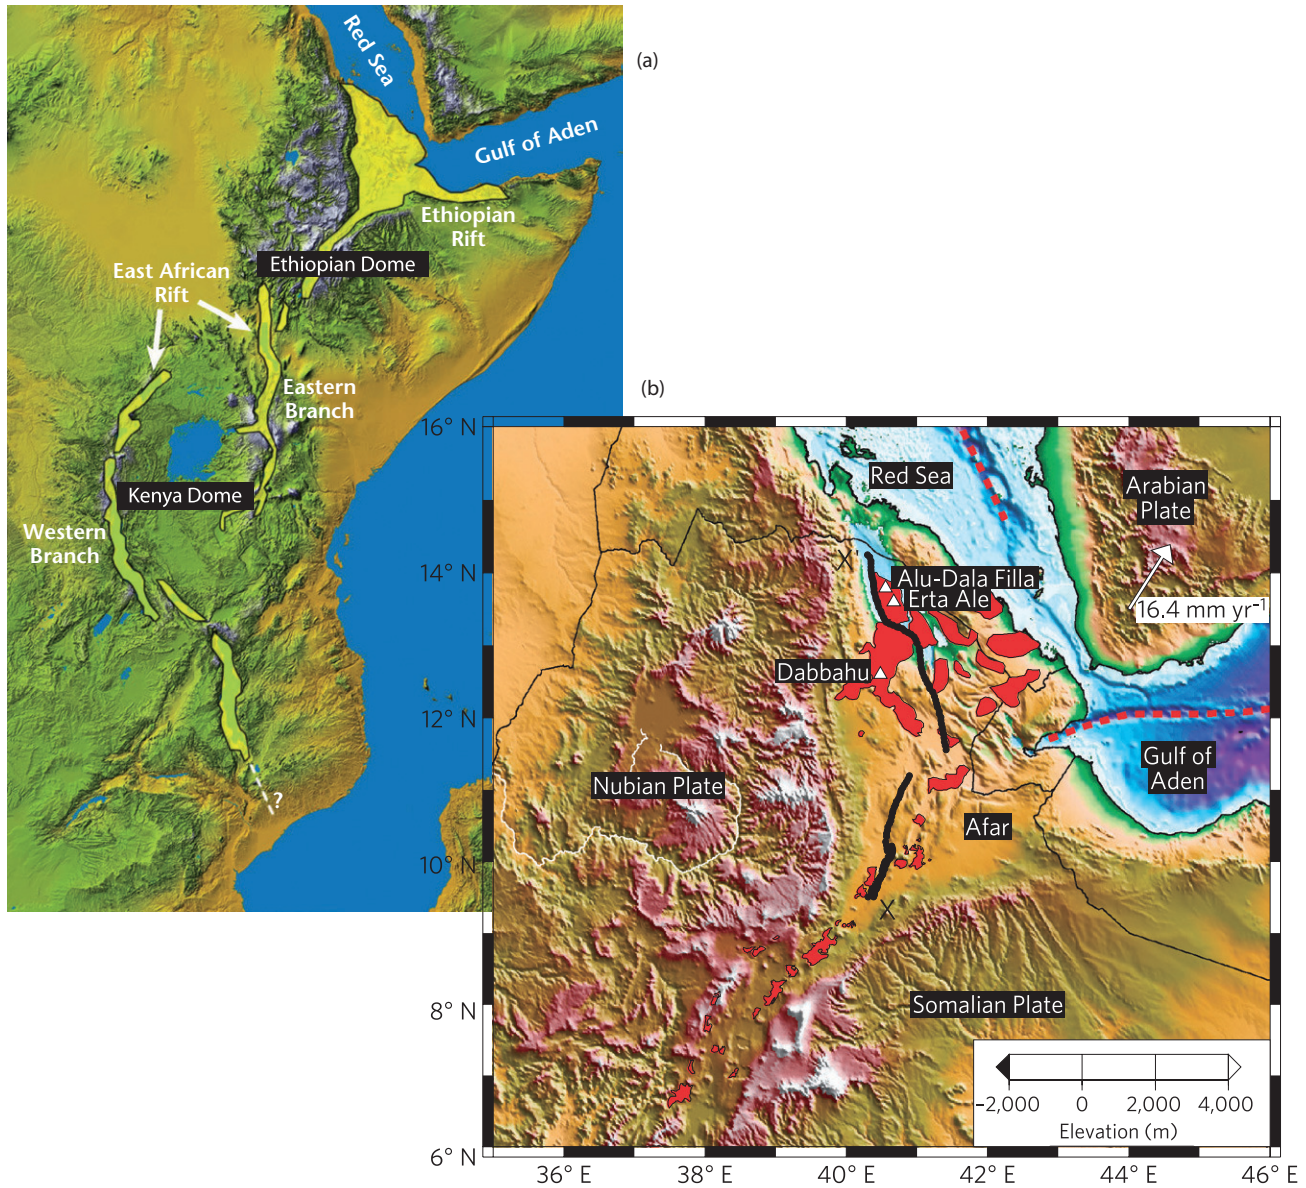 (a)
Red Sea
Gulf of Aden
Ethiopian
Rift
Ethiopian Dome
East African
Rift
Eastern
Branch
Kenya Dome
Western
Branch
?
(b)
16° N
14° N
12° N
10° N
8° N
6° N
Red Sea
Arabian
Plate
16.4 mm yr⁻¹
X'
Alu-Dala Filla
Erta Ale
Dabbahu
Gulf of
Aden
Nubian Plate
Afar
X
Somalian Plate
−2,000 0 2,000 4,000
Elevation (m)
36° E 38° E 40° E 42° E 44° E 46° E